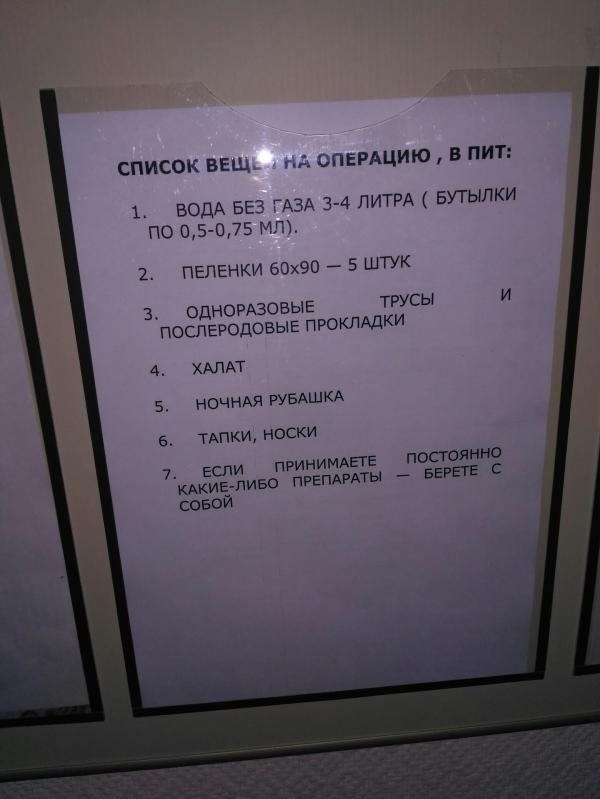 СПИСОК ВЕЩЕЙ НА ОПЕРАЦИЮ , В ПИТ:
1. ВОДА БЕЗ ГАЗА 3-4 ЛИТРА ( БУТЫЛКИ
ПО 0,5-0,75 МЛ).
2. ПЕЛЕНКИ 60х90 — 5 ШТУК
3. ОДНОРАЗОВЫЕ ТРУСЫ И
ПОСЛЕРОДОВЫЕ ПРОКЛАДКИ
4. ХАЛАТ
5. НОЧНАЯ РУБАШКА
6. ТАПКИ, НОСКИ
7. ЕСЛИ ПРИНИМАЕТЕ ПОСТОЯННО
КАКИЕ-ЛИБО ПРЕПАРАТЫ — БЕРЕТЕ С
СОБОЙ